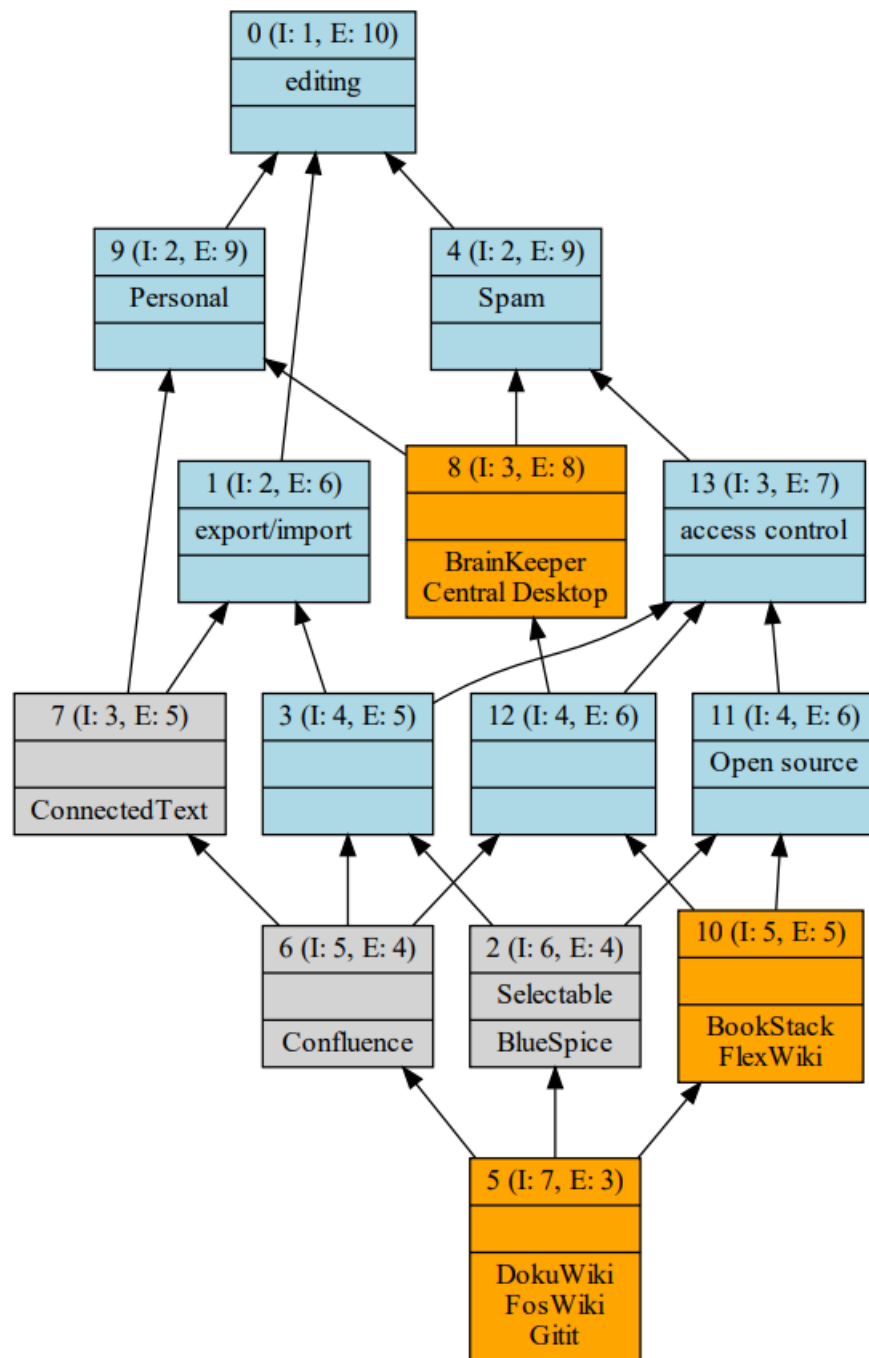 0 (I: 1, E: 10)
editing
9 (I: 2, E: 9)
Personal
4 (I: 2, E: 9)
Spam
1 (I: 2, E: 6)
export/import
8 (I: 3, E: 8)
BrainKeeper
Central Desktop
13 (I: 3, E: 7)
access control
7 (I: 3, E: 5)
ConnectedText
3 (I: 4, E: 5)
12 (I: 4, E: 6)
11 (I: 4, E: 6)
Open source
6 (I: 5, E: 4)
Confluence
2 (I: 6, E: 4)
Selectable
BlueSpice
10 (I: 5, E: 5)
BookStack
FlexWiki
5 (I: 7, E: 3)
DokuWiki
FosWiki
Gitit